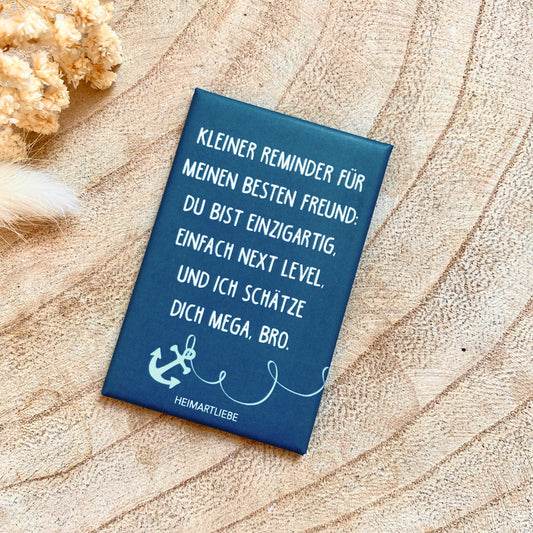 KLEINER REMINDER FÜR
MEINEN BESTEN FREUND:
DU BIST EINZIGARTIG,
EINFACH NEXT LEVEL,
UND ICH SCHÄTZE
DICH MEGA, BRO.
HEIMARTLIEBE